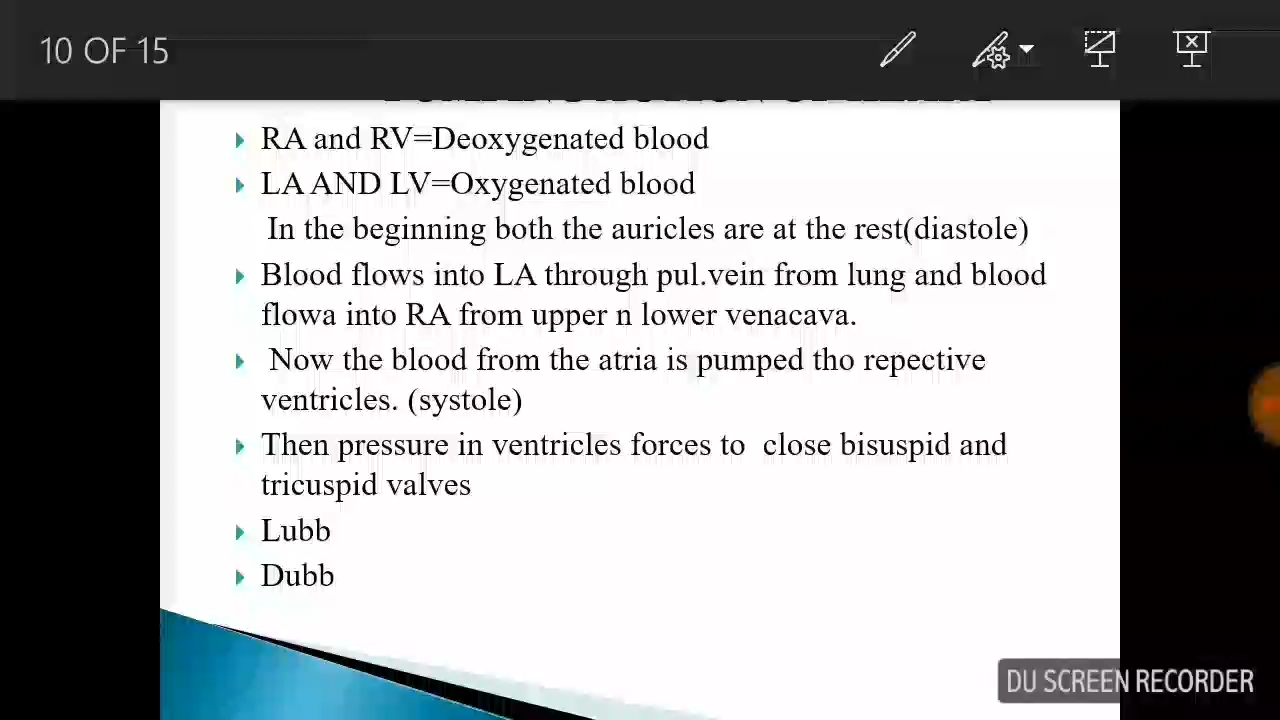 10 OF 15
RA and RV=Deoxygenated blood
LA AND LV=Oxygenated blood
In the beginning both the auricles are at the rest(diastole)
Blood flows into LA through pul.vein from lung and blood
flowa into RA from upper n lower venacava.
Now the blood from the atria is pumped tho repective
ventricles. (systole)
Then pressure in ventricles forces to close bisuspid and
tricuspid valves
Lubb
Dubb
DU SCREEN RECORDER